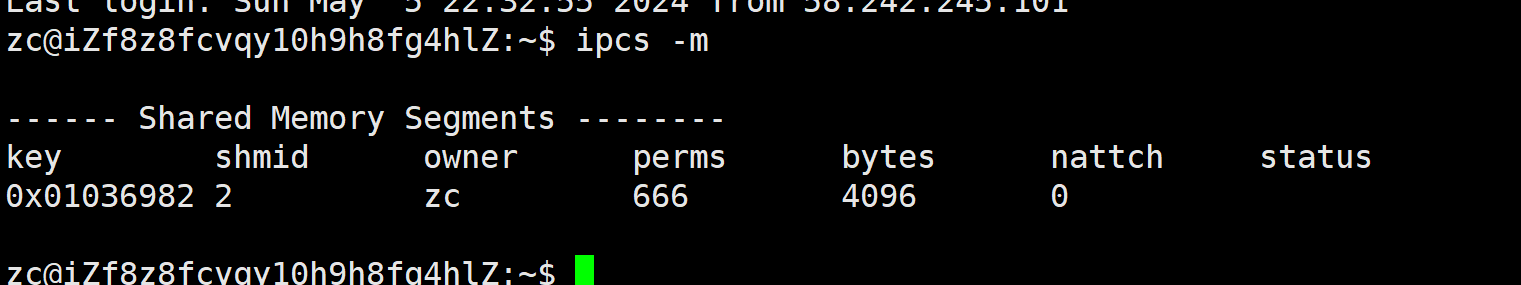 Last login: Sun May  5 22:32:55 2024 from 58.242.245.101
zc@iZf8z8fcvqy10h9h8fg4hlZ:~$ ipcs -m
------ Shared Memory Segments --------
key        shmid      owner      perms      bytes      nattch     status
0x01036982 2          zc         666        4096       0
zc@iZf8z8fcvqy10h9h8fg4hlZ:~$